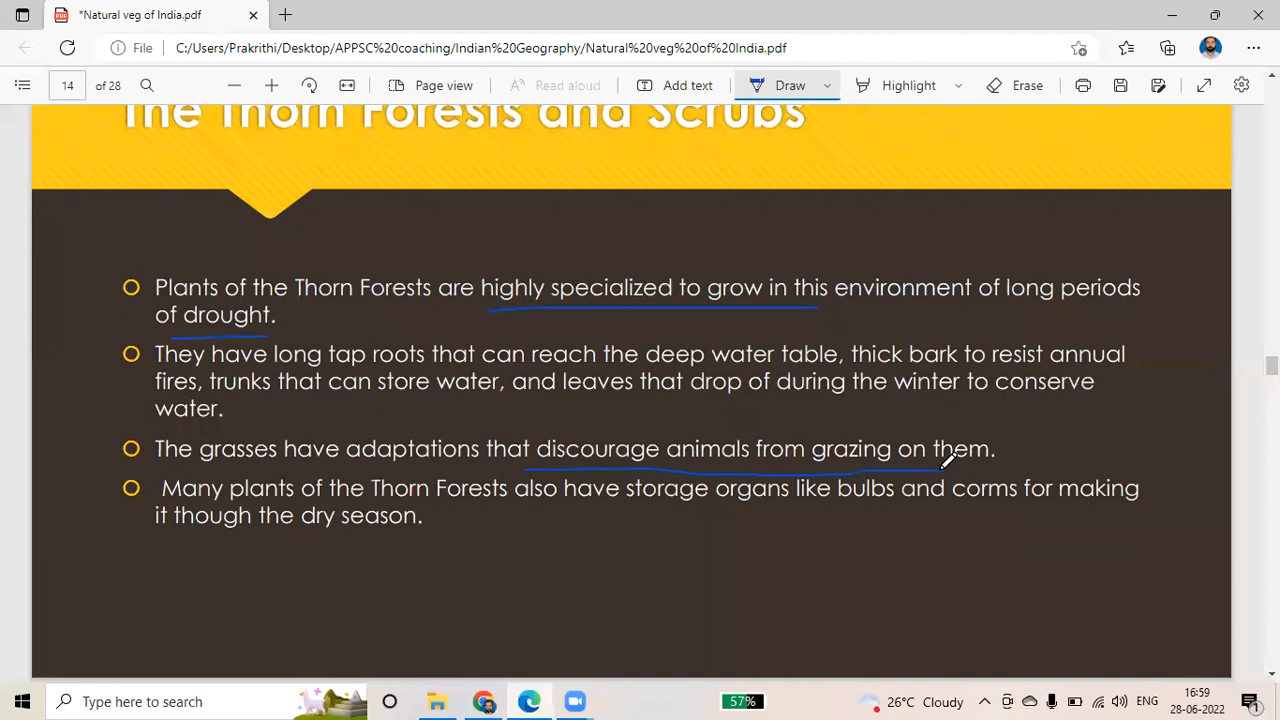 *Natural veg of India.pdf
File
C:/Users/Prakrithi/Desktop/APPSC%20coaching/Indian%20Geography/Natural%20veg%20of%20India.pdf
14 of 28
Page view
Read aloud
Add text
Draw
Highlight
Erase
The Thorn Forests and Scrubs
Plants of the Thorn Forests are highly specialized to grow in this environment of long periods
of drought.
They have long tap roots that can reach the deep water table, thick bark to resist annual
fires, trunks that can store water, and leaves that drop of during the winter to conserve
water.
The grasses have adaptations that discourage animals from grazing on them.
Many plants of the Thorn Forests also have storage organs like bulbs and corms for making
it though the dry season.
Type here to search
57%
26°C Cloudy
ENG
16:59
28-06-2022
1